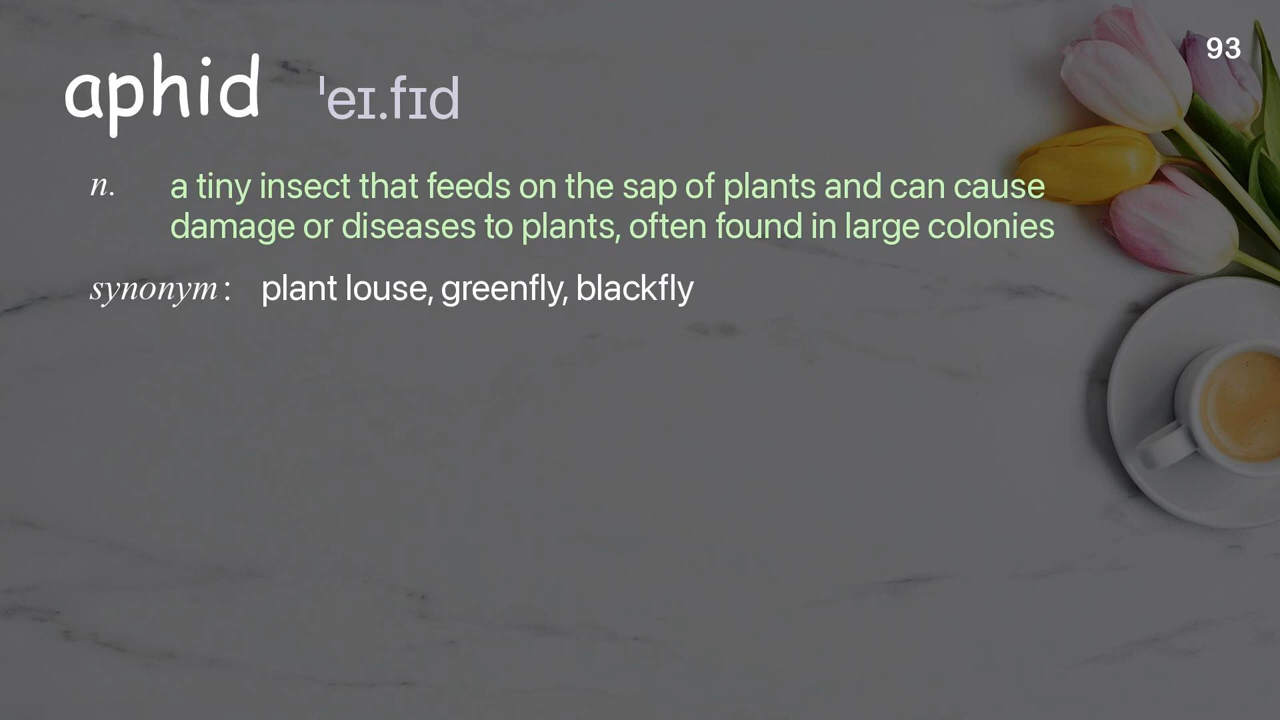 93
aphid ˈeɪ.fɪd
n. a tiny insect that feeds on the sap of plants and can cause
damage or diseases to plants, often found in large colonies
synonym: plant louse, greenfly, blackfly